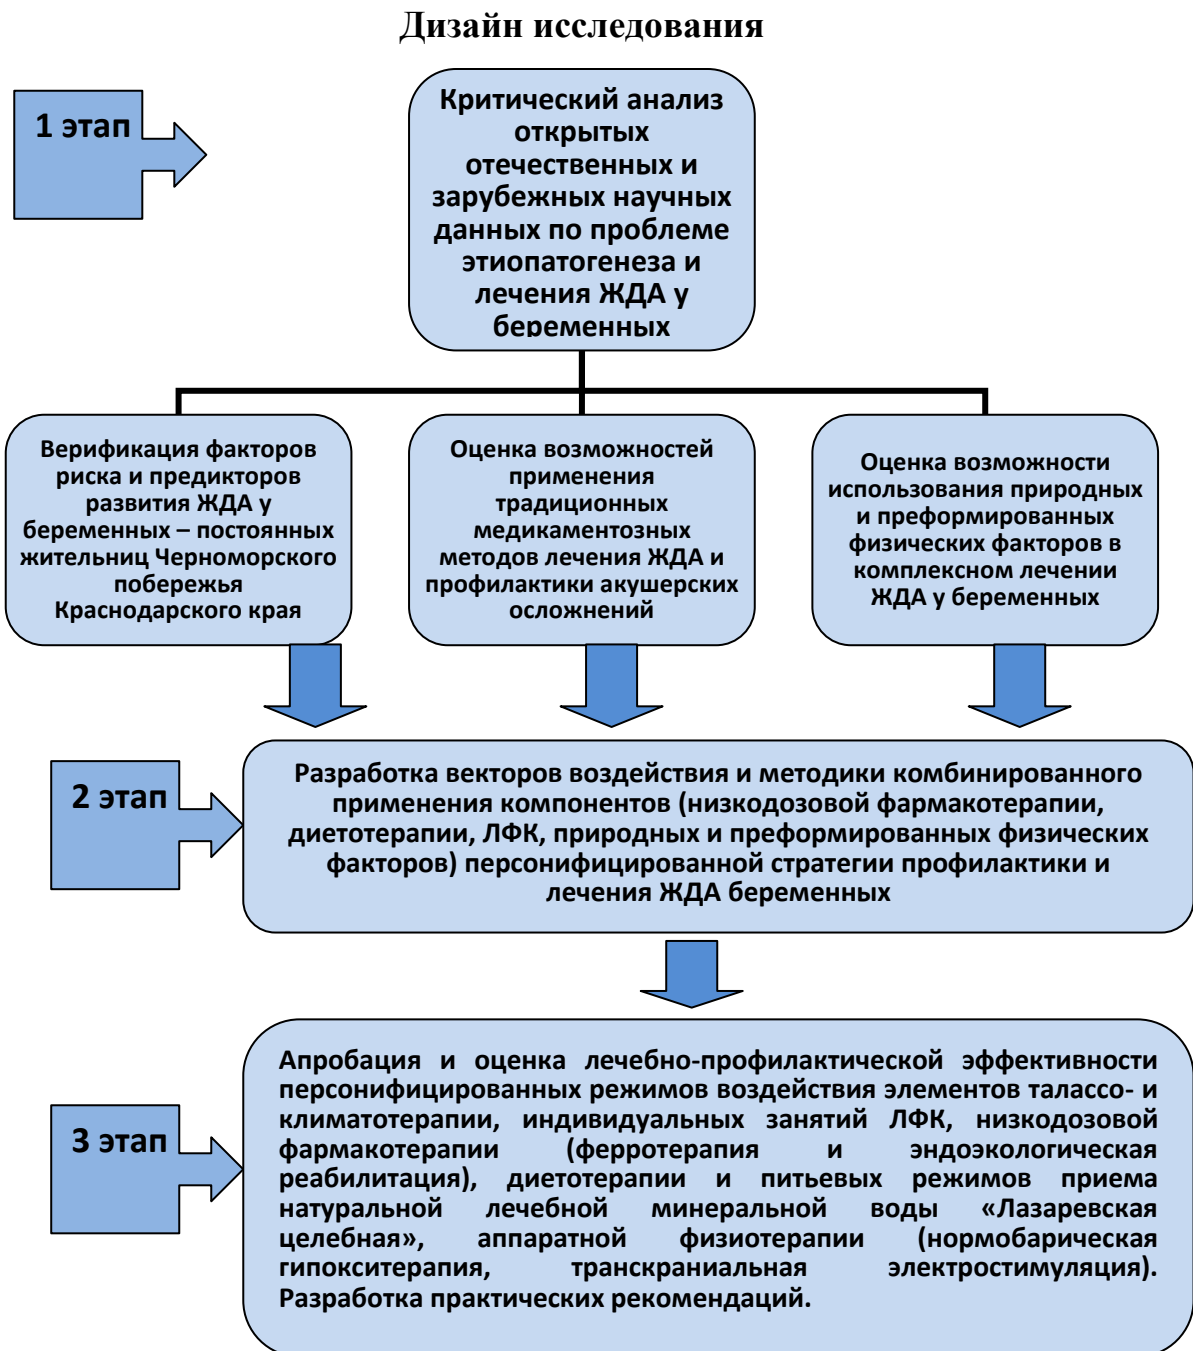 Дизайн исследования
1 этап
Критический анализ
открытых
отечественных и
зарубежных научных
данных по проблеме
этиопатогенеза и
лечения ЖДА у
беременных
Верификация факторов
риска и предикторов
развития ЖДА у
беременных – постоянных
жительниц Черноморского
побережья
Краснодарского края
Оценка возможностей
применения
традиционных
медикаментозных
методов лечения ЖДА и
профилактики акушерских
осложнений
Оценка возможности
использования природных
и преформированных
физических факторов в
комплексном лечении
ЖДА у беременных
2 этап
Разработка векторов воздействия и методики комбинированного
применения компонентов (низкодозовой фармакотерапии,
диетотерапии, ЛФК, природных и преформированных физических
факторов) персонифицированной стратегии профилактики и
лечения ЖДА беременных
3 этап
Апробация и оценка лечебно-профилактической эффективности
персонифицированных режимов воздействия элементов талассо- и
климатотерапии, индивидуальных занятий ЛФК, низкодозовой
фармакотерапии (ферротерапия и эндоэкологическая
реабилитация), диетотерапии и питьевых режимов приема
натуральной лечебной минеральной воды «Лазаревская
целебная», аппаратной физиотерапии (нормобарическая
гипокситерапия, транскраниальная электростимуляция).
Разработка практических рекомендаций.